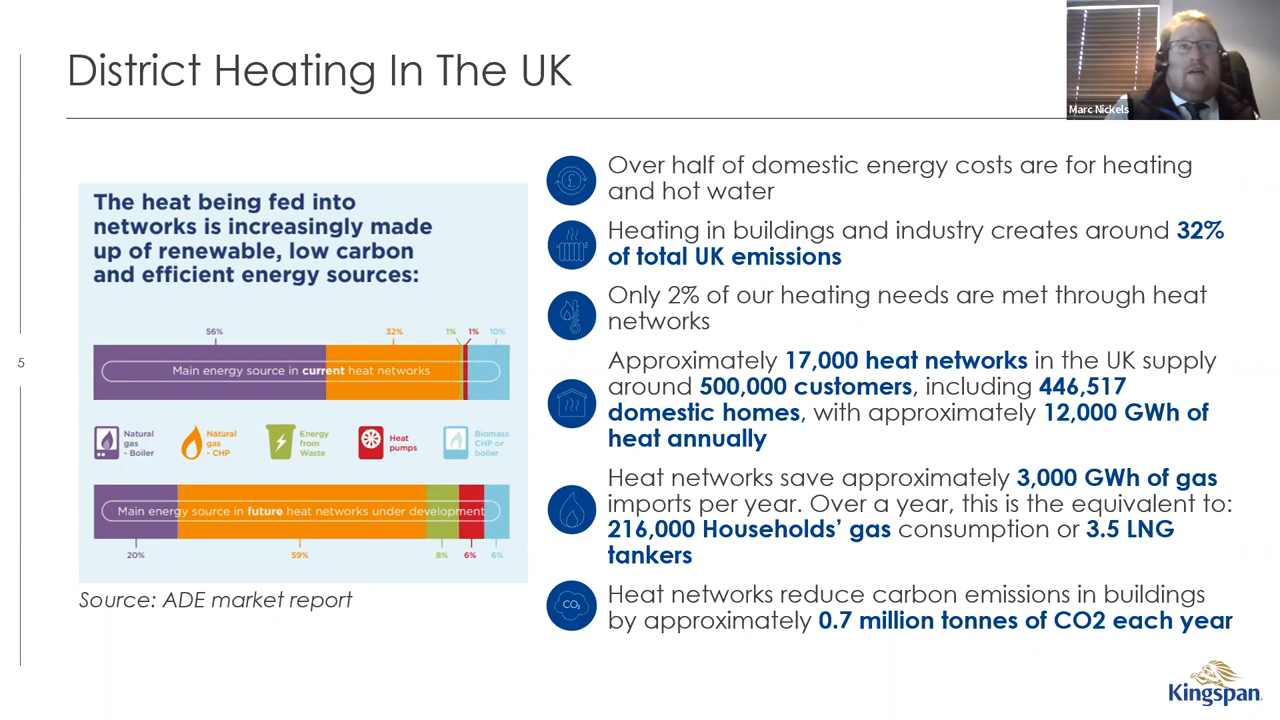 District Heating In The UK
Marc Nickels
The heat being fed into
networks is increasingly made
up of renewable, low carbon
and efficient energy sources:
56% 32% 1% 1% 10%
Main energy source in current heat networks
Natural
gas
- Boiler
Natural
gas
- CHP
Energy
from
Waste
Heat
pumps
Biomass
CHP or
boiler
Main energy source in future heat networks under development
20% 59% 8% 6% 6%
Source: ADE market report
5
£
Over half of domestic energy costs are for heating
and hot water
Heating in buildings and industry creates around 32%
of total UK emissions
Only 2% of our heating needs are met through heat
networks
Approximately 17,000 heat networks in the UK supply
around 500,000 customers, including 446,517
domestic homes, with approximately 12,000 GWh of
heat annually
Heat networks save approximately 3,000 GWh of gas
imports per year. Over a year, this is the equivalent to:
216,000 Households’ gas consumption or 3.5 LNG
tankers
CO₂
Heat networks reduce carbon emissions in buildings
by approximately 0.7 million tonnes of CO2 each year
Kingspan